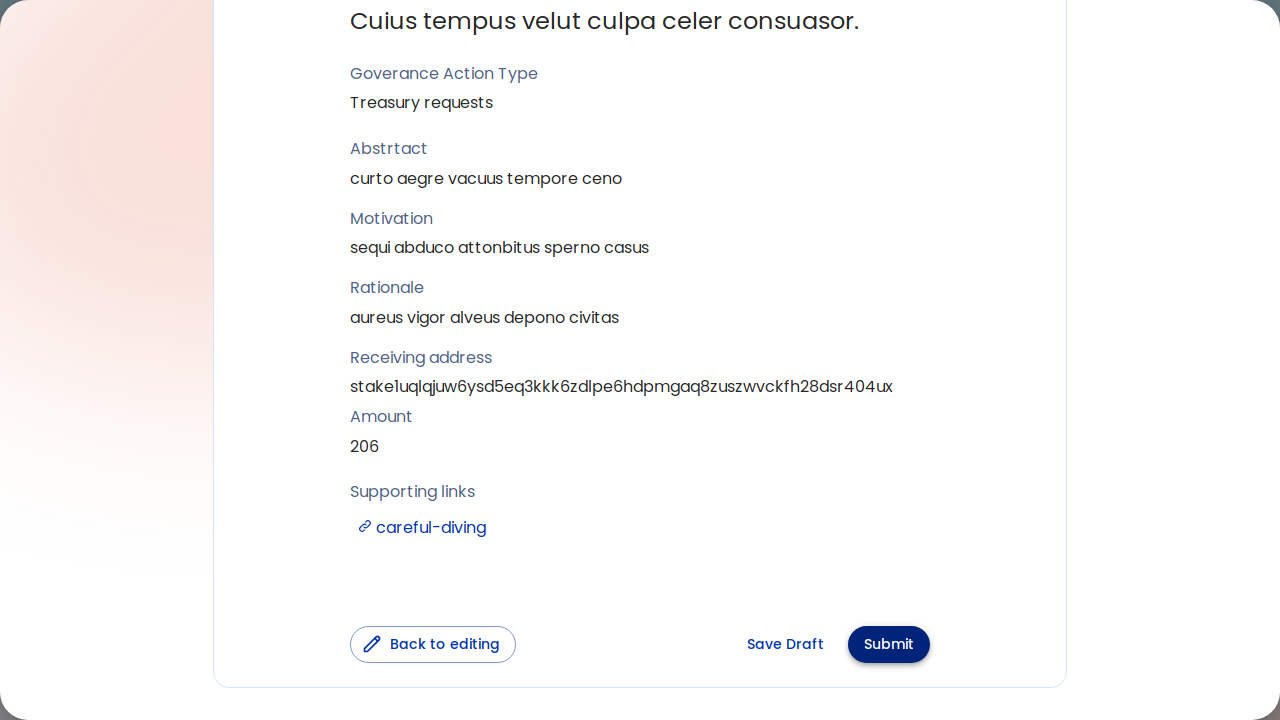 Cuius tempus velut culpa celer consuasor.
Goverance Action Type
Treasury requests
Abstrtact
curto aegre vacuus tempore ceno
Motivation
sequi abduco attonbitus sperno casus
Rationale
aureus vigor alveus depono civitas
Receiving address
stake1uqlqjuw6ysd5eq3kkk6zdlpe6hdpmgaq8zuszwvckfh28dsr404ux
Amount
206
Supporting links
careful-diving
Back to editing
Save Draft
Submit